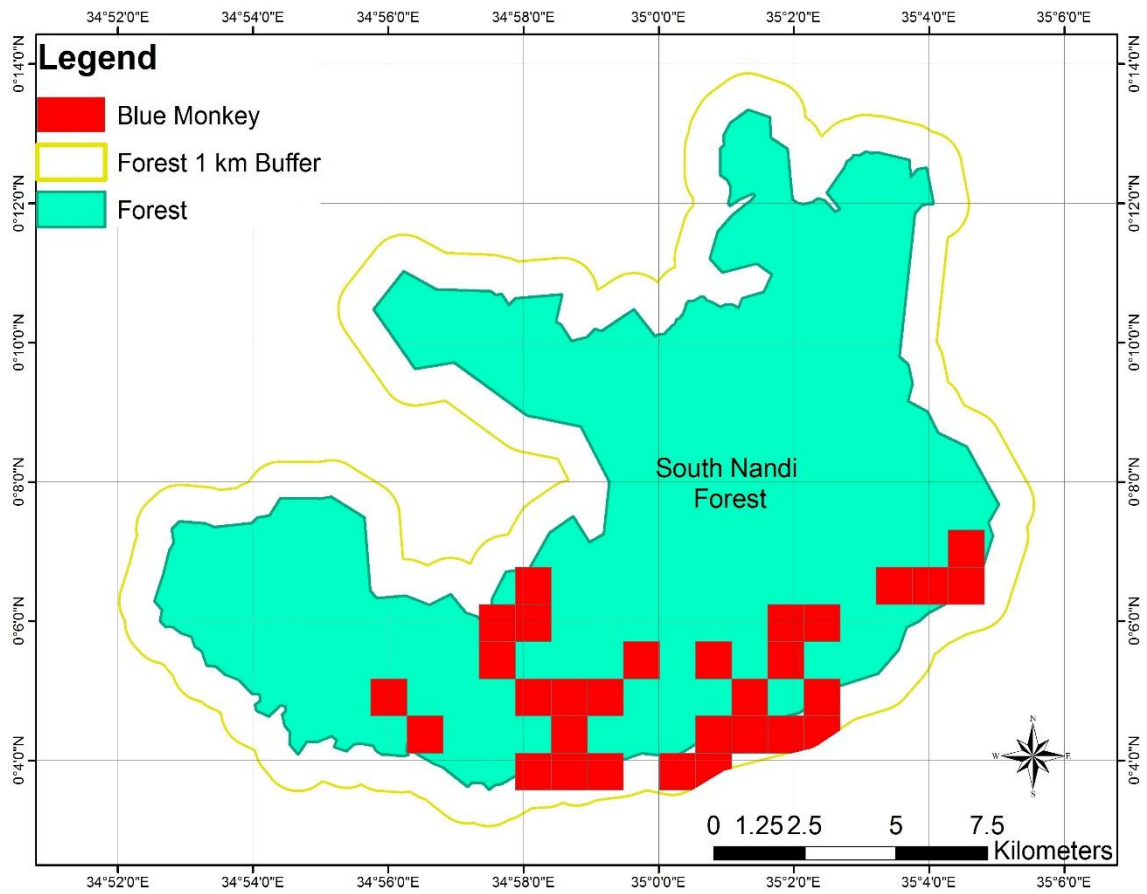 34°52'0"E 34°54'0"E 34°56'0"E 34°58'0"E 35°0'0"E 35°2'0"E 35°4'0"E 35°6'0"E
Legend
Blue Monkey
Forest 1 km Buffer
Forest
0°14'0"N 0°14'0"N
0°12'0"N 0°12'0"N
0°10'0"N 0°10'0"N
0°8'0"N 0°8'0"N
South Nandi
Forest
0°6'0"N 0°6'0"N
0°4'0"N 0°4'0"N
N
W E
S
0 1.25 2.5 5 7.5
Kilometers
34°52'0"E 34°54'0"E 34°56'0"E 34°58'0"E 35°0'0"E 35°2'0"E 35°4'0"E 35°6'0"E